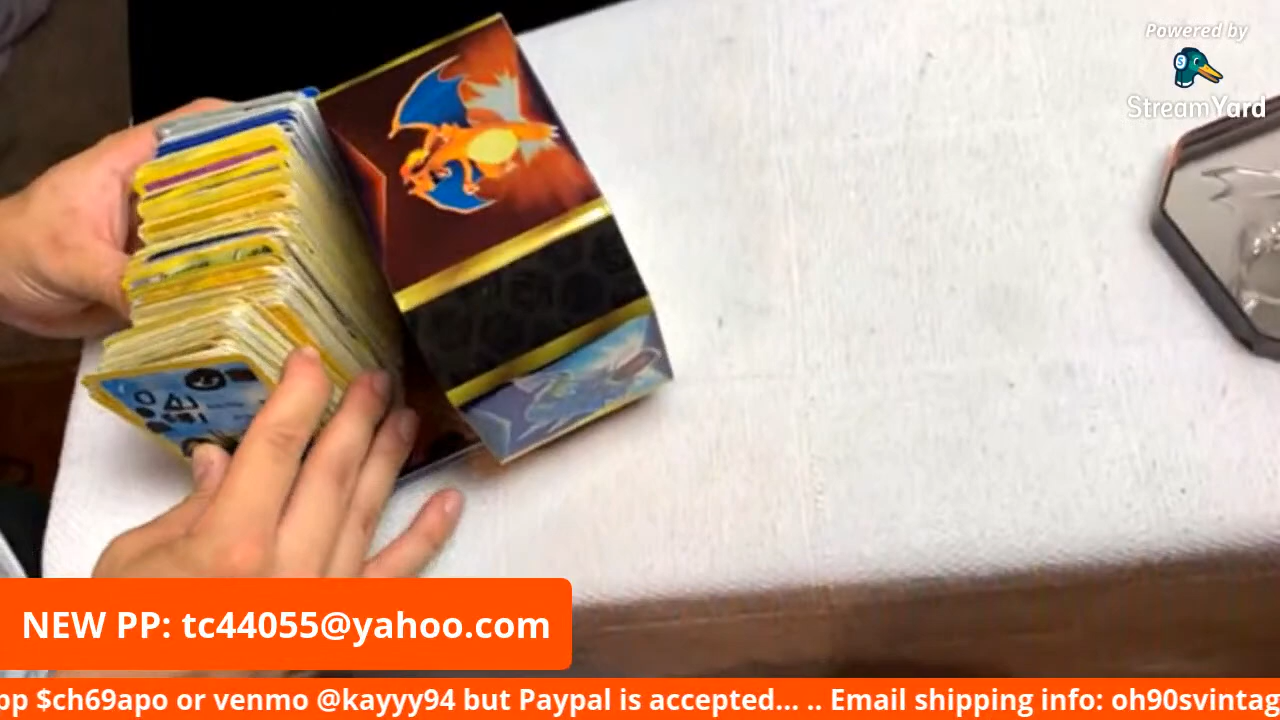 Powered by
StreamYard
NEW PP: tc44055@yahoo.com
pp $ch69apo or venmo @kayyy94 but Paypal is accepted... .. Email shipping info: oh90svintag